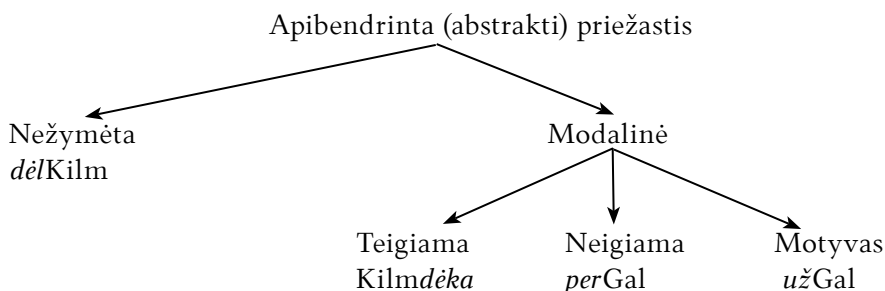 Apibendrinta (abstrakti) priežastis
Nežymėta
dėlKilm
Modalinė
Teigiama
Kilmdėka
Neigiama
perGal
Motyvas
užGal